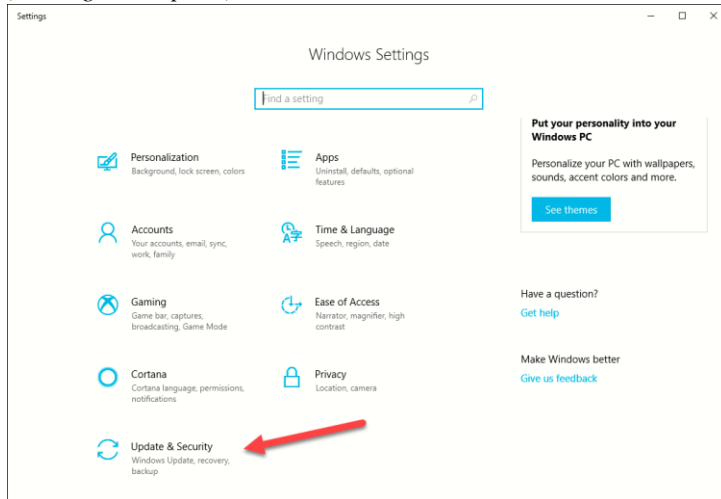 Settings
Windows Settings
Find a setting
Personalization
Background, lock screen, colors
Apps
Uninstall, defaults, optional
features
Put your personality into your
Windows PC
Personalize your PC with wallpapers,
sounds, accent colors and more.
See themes
Accounts
Your accounts, email, sync,
work, family
Time & Language
Speech, region, date
Gaming
Game bar, captures,
broadcasting, Game Mode
Ease of Access
Narrator, magnifier, high
contrast
Have a question?
Get help
Cortana
Cortana language, permissions,
notifications
Privacy
Location, camera
Make Windows better
Give us feedback
Update & Security
Windows Update, recovery,
backup